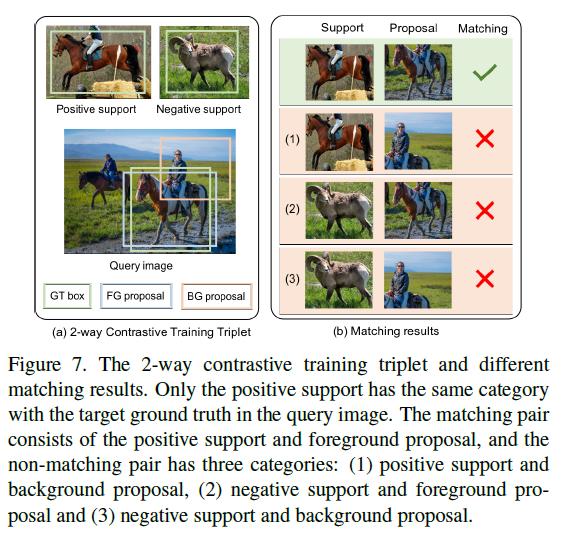 Positive support
Negative support
Query image
GT box
FG proposal
BG proposal
(a) 2-way Contrastive Training Triplet
Support Proposal Matching
(1)
(2)
(3)
(b) Matching results
Figure 7. The 2-way contrastive training triplet and different
matching results. Only the positive support has the same category
with the target ground truth in the query image. The matching pair
consists of the positive support and foreground proposal, and the
non-matching pair has three categories: (1) positive support and
background proposal, (2) negative support and foreground pro-
posal and (3) negative support and background proposal.